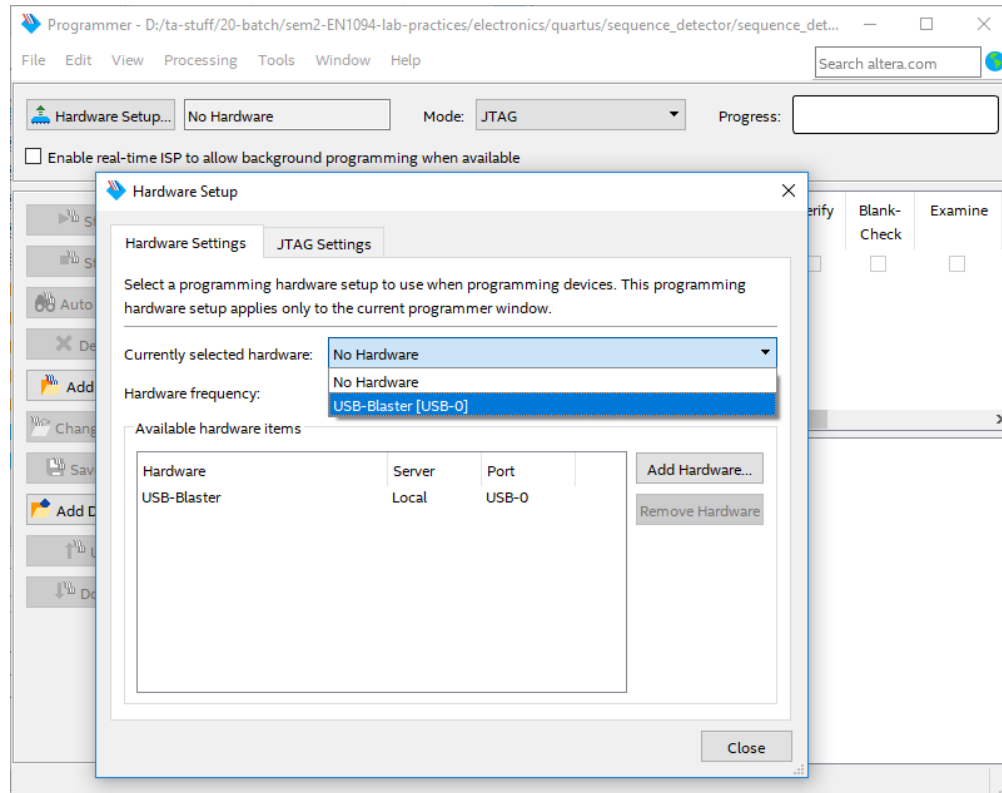 Programmer - D:/ta-stuff/20-batch/sem2-EN1094-lab-practices/electronics/quartus/sequence_detector/sequence_det...
File Edit View Processing Tools Window Help
Search altera.com
Hardware Setup... No Hardware Mode: JTAG Progress:
Enable real-time ISP to allow background programming when available
Hardware Setup
Blank-
Check
Examine
Hardware Settings JTAG Settings
Auto
Add
Select a programming hardware setup to use when programming devices. This programming
hardware setup applies only to the current programmer window.
Currently selected hardware: No Hardware
No Hardware
Hardware frequency:
USB-Blaster [USB-0]
Available hardware items
Hardware Server Port
USB-Blaster Local USB-0
Add Hardware...
Remove Hardware
Add
Close